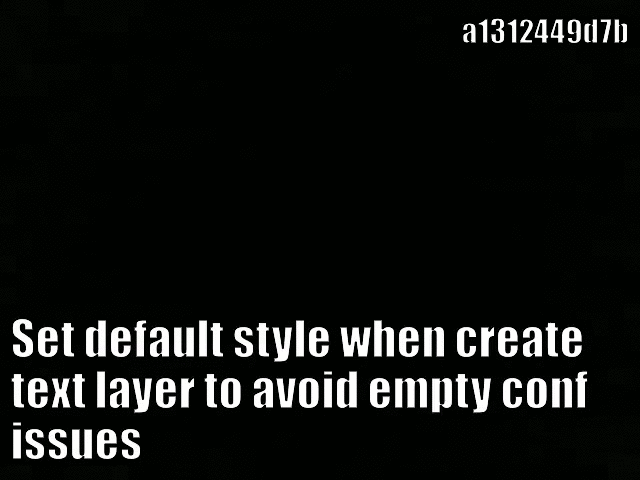 a1312449d7b
Set default style when create
text layer to avoid empty conf
issues